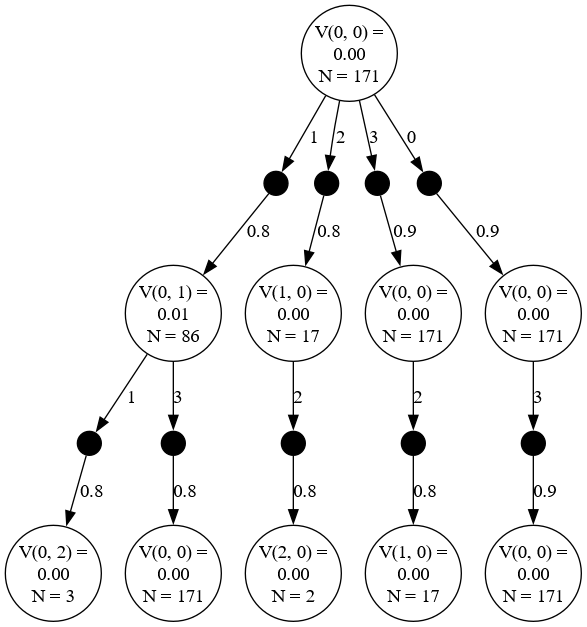 V(0, 0) =
0.00
N = 171
1 2 3 0
0.8 0.8 0.9 0.9
V(0, 1) =
0.01
N = 86
V(1, 0) =
0.00
N = 17
V(0, 0) =
0.00
N = 171
V(0, 0) =
0.00
N = 171
1 3 2 2 3
0.8 0.8 0.8 0.8 0.9
V(0, 2) =
0.00
N = 3
V(0, 0) =
0.00
N = 171
V(2, 0) =
0.00
N = 2
V(1, 0) =
0.00
N = 17
V(0, 0) =
0.00
N = 171